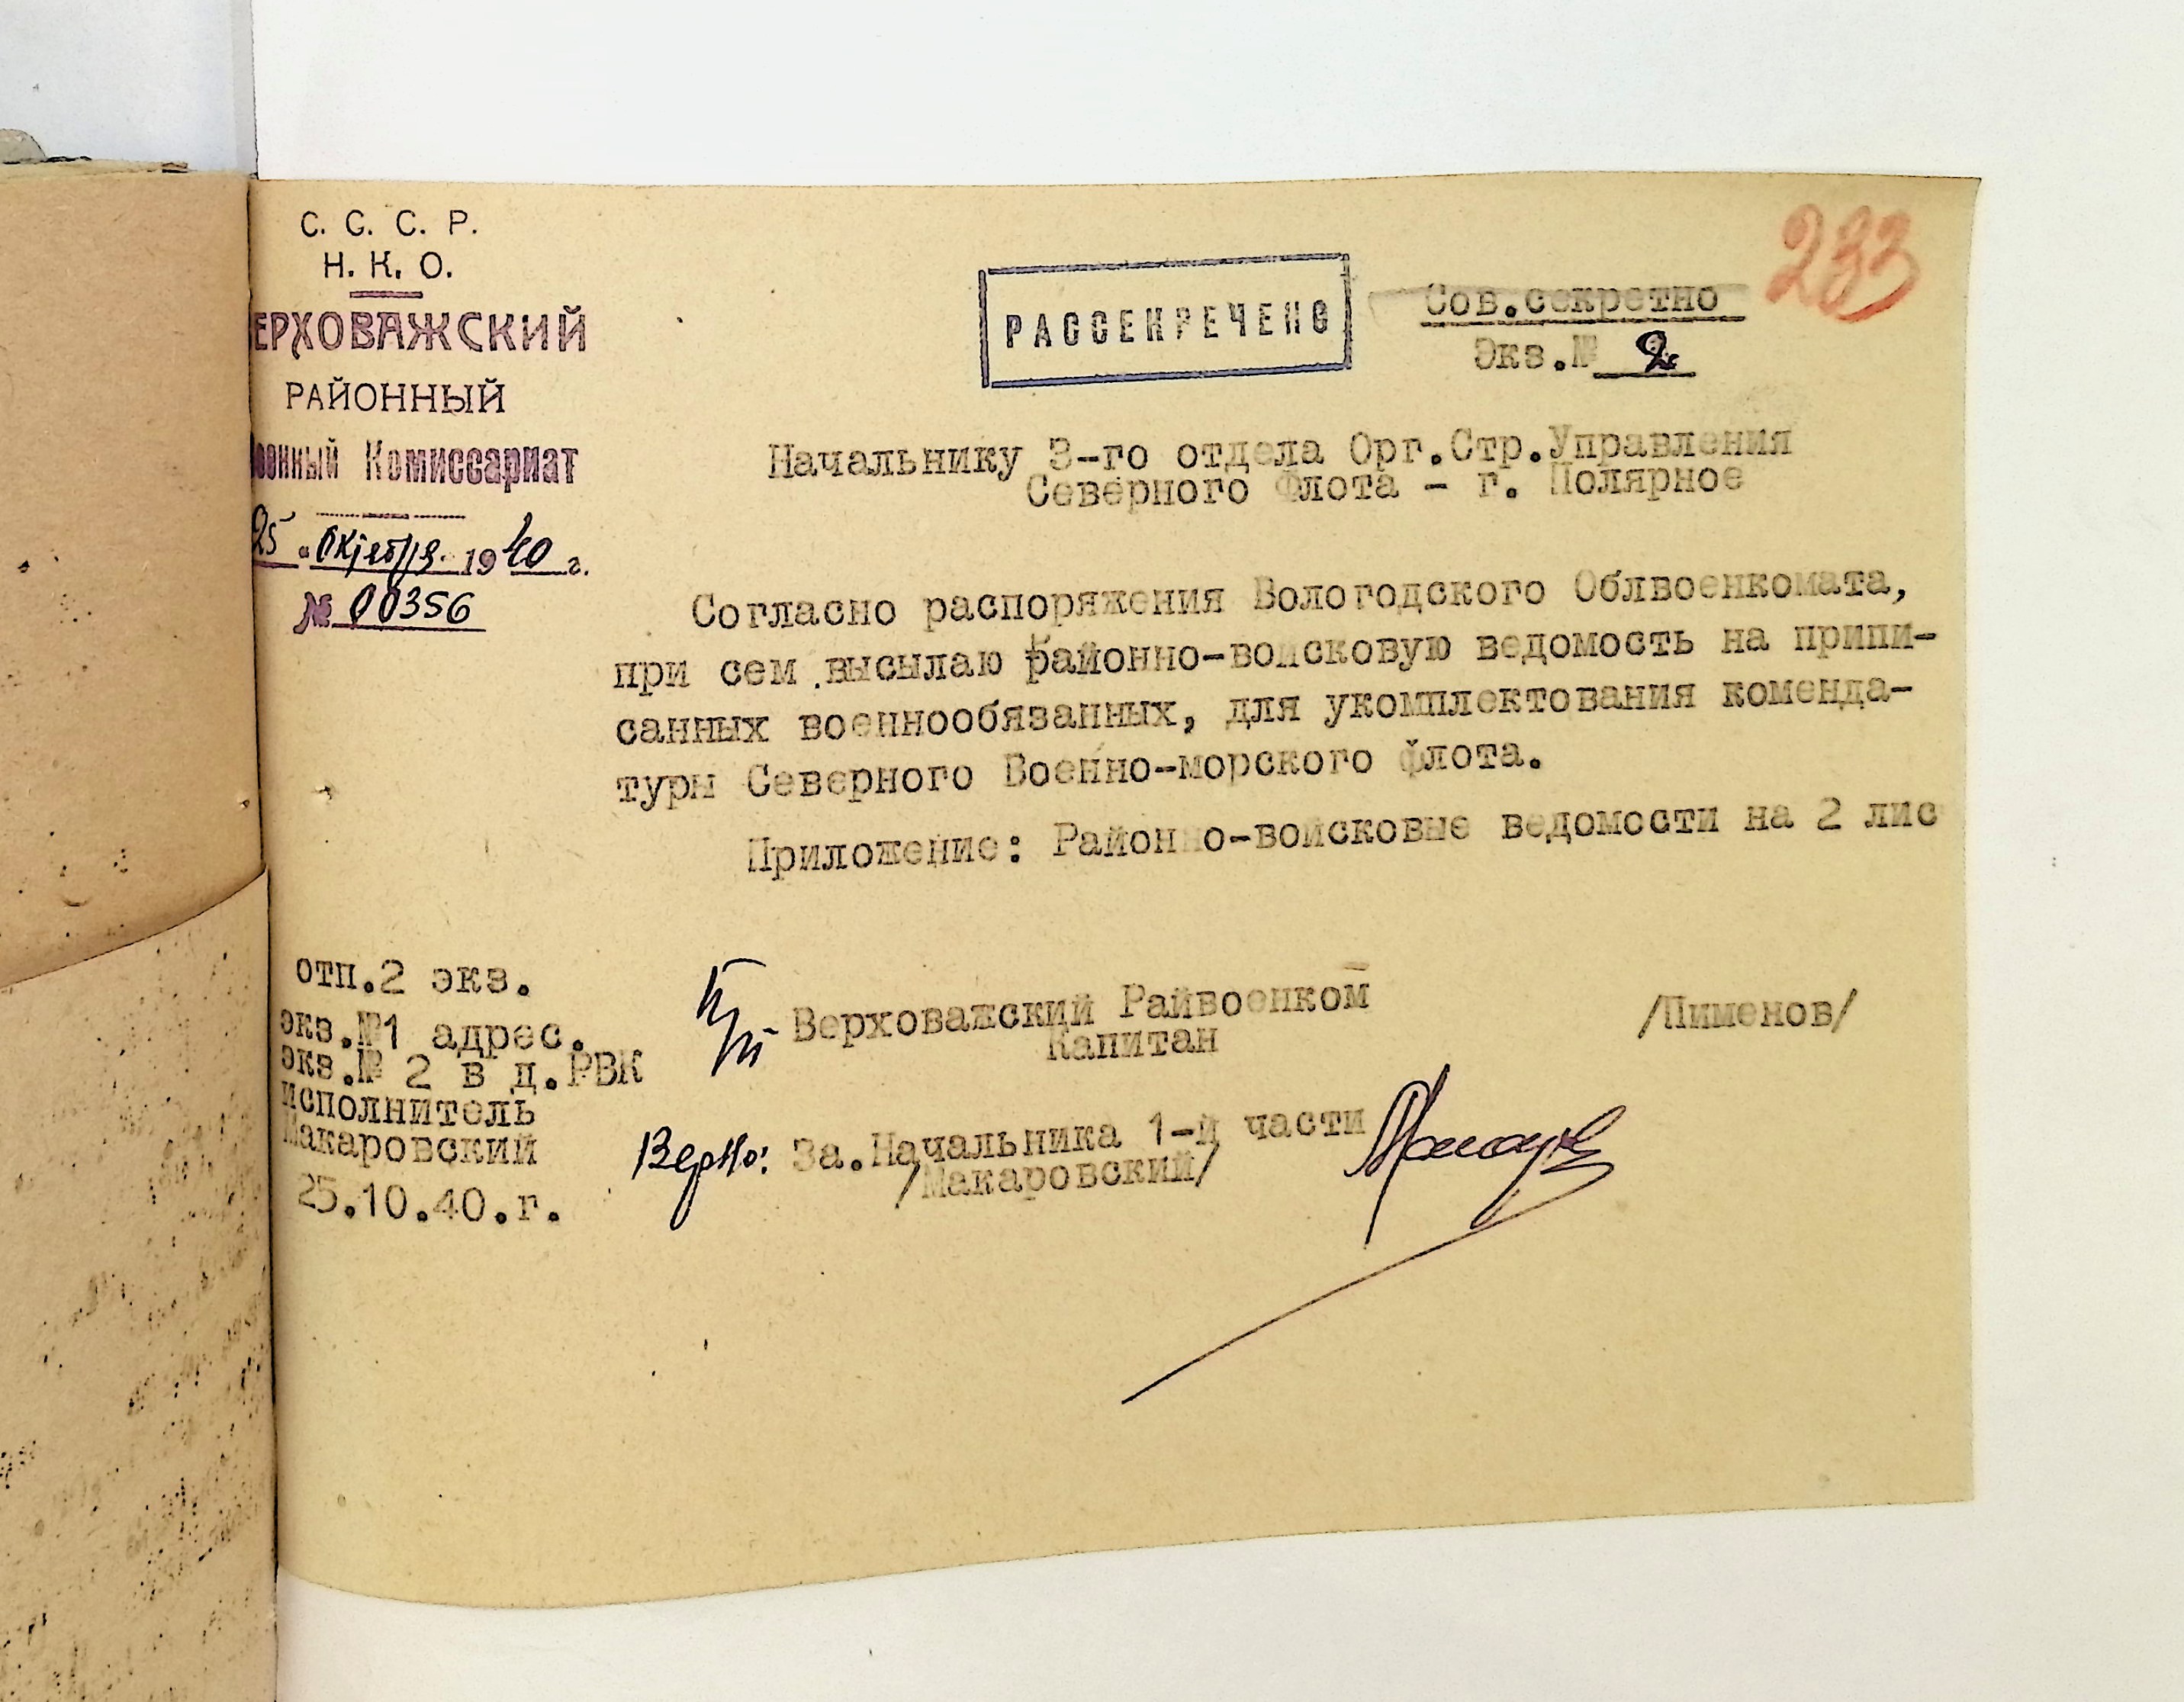 С. С. С. Р.
Н. К. О.
ЕРХОВАЖСКИЙ
РАЙОННЫЙ
оенный Комиссариат
25 " Октября 1940 г.
№ 00356
РАССЕКРЕЧЕНО
283
Сов.секретно
Экз.№ 2
Начальнику 3-го отдела Орг.Стр.Управления
Северного Флота - г. Полярное
Согласно распоряжения Вологодского Облвоенкомата,
при сем высылаю районно-войсковую ведомость на припи-
санных военнообязанных, для укомплектования коменда-
туры Северного Военно-морского Флота.
Приложение: Районно-войсковые ведомости на 2 лис
отп.2 экз.
экз.№1 адрес.
экз.№ 2 в д.РВК
исполнитель
Макаровский
25.10.40.г.
п/п Верховажский Райвоенком
Капитан /Пименов/
Верно: За.Начальника 1-й части
/Макаровский/